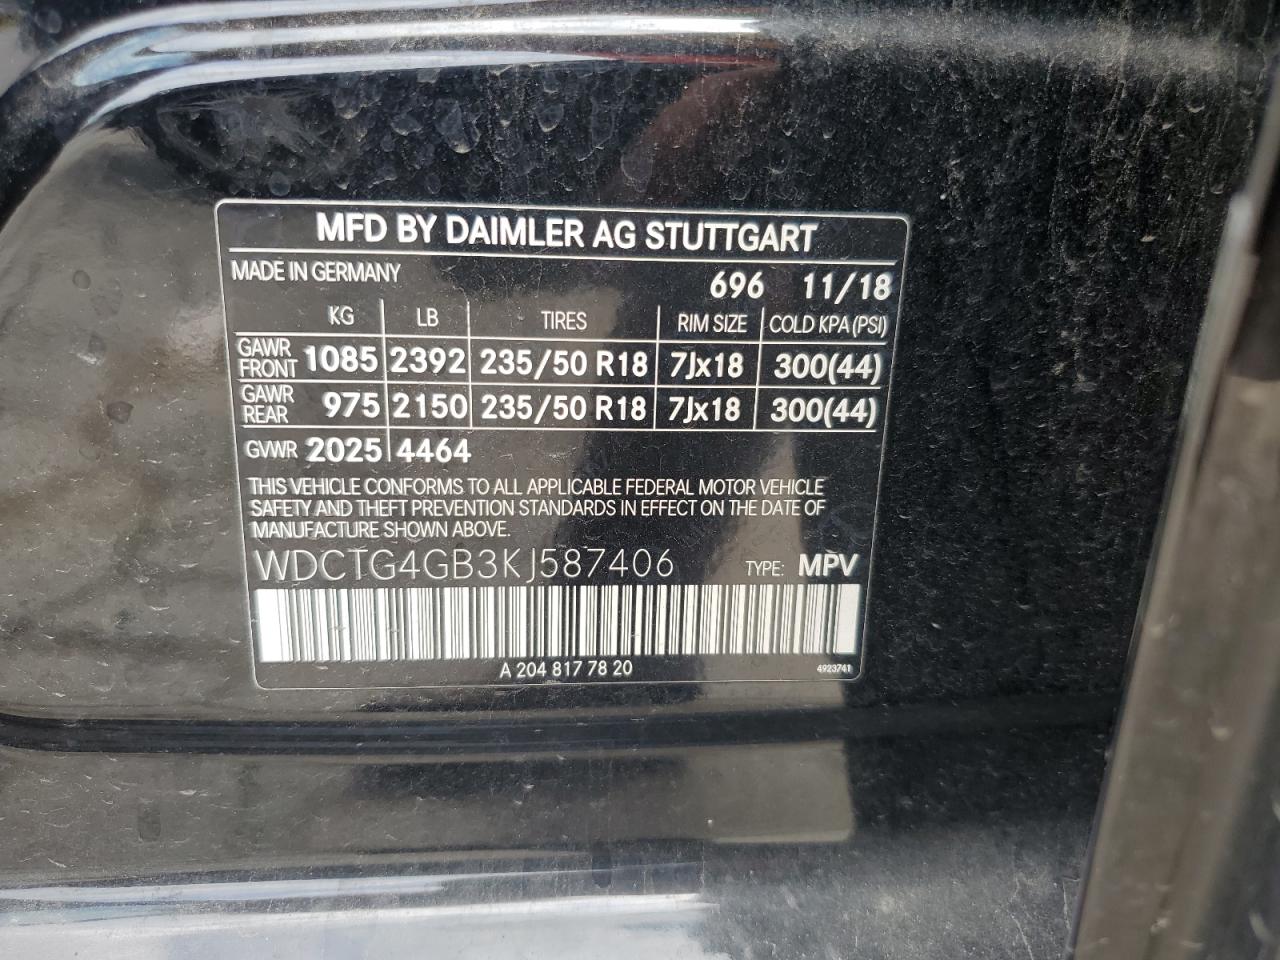 MFD BY DAIMLER AG STUTTGART
MADE IN GERMANY 696 11/18
KG LB TIRES RIM SIZE COLD KPA (PSI)
GAWR FRONT 1085 2392 235/50 R18 7Jx18 300(44)
GAWR REAR 975 2150 235/50 R18 7Jx18 300(44)
GVWR 2025 4464
THIS VEHICLE CONFORMS TO ALL APPLICABLE FEDERAL MOTOR VEHICLE
SAFETY AND THEFT PREVENTION STANDARDS IN EFFECT ON THE DATE OF
MANUFACTURE SHOWN ABOVE.
WDCTG4GB3KJ587406 TYPE: MPV
A 204 817 78 20 4923741